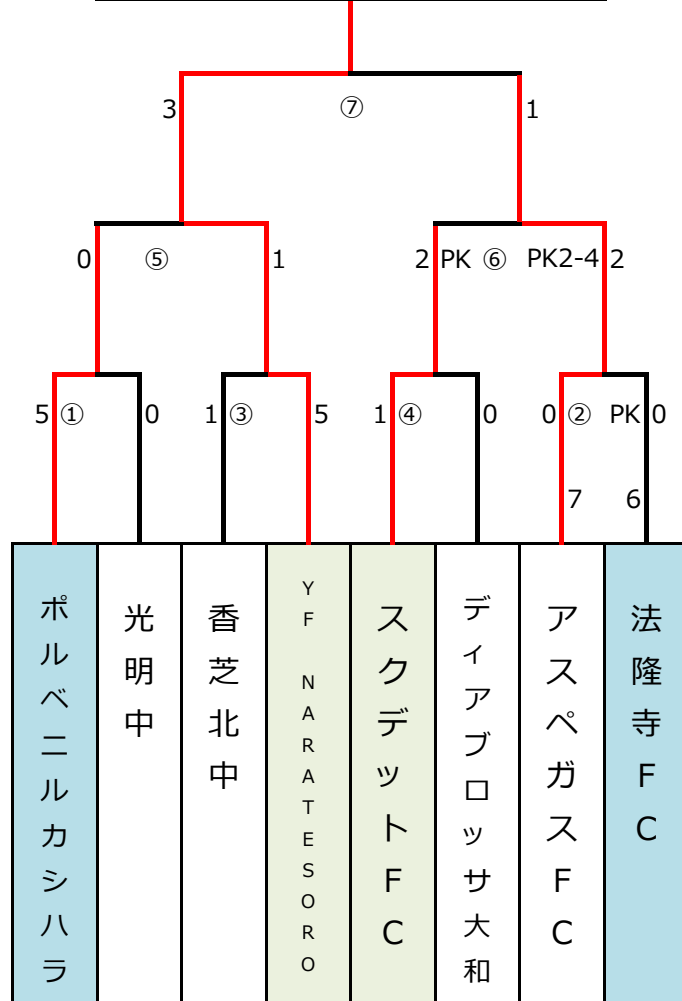 3 ⑦ 1
0 ⑤ 1 2 PK ⑥ PK2-4 2
5 ① 0 1 ③ 5 1 ④ 0 0 ② PK 0
7 6
ポルベニルカシハラ
光明中
香芝北中
YF NARATESORO
スクデットFC
ディアブロッサ大和
アスペガスFC
法隆寺FC